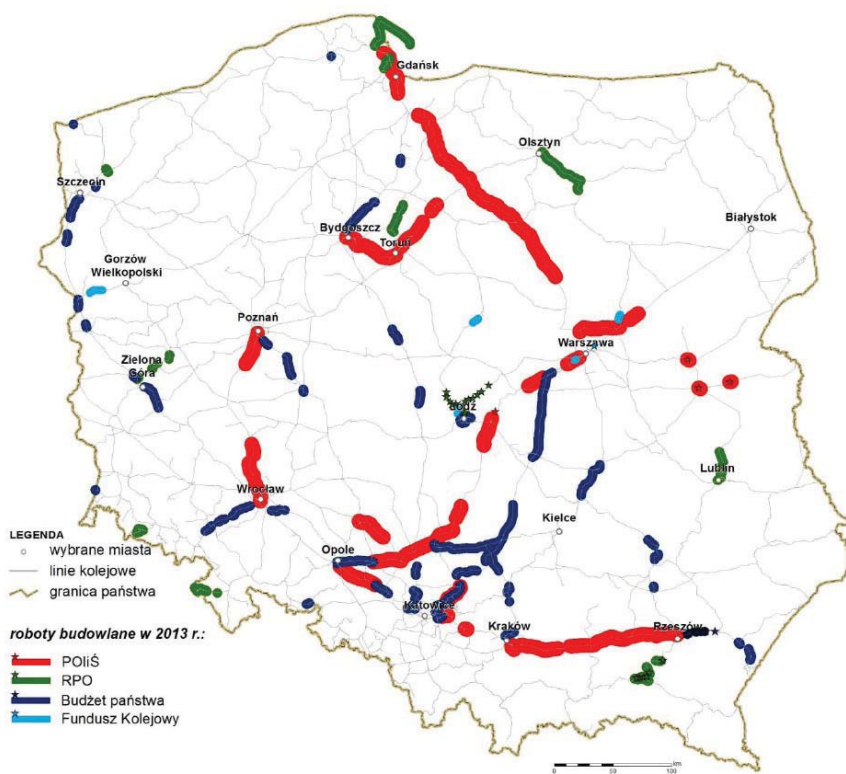 Gdańsk
Olsztyn
Szczecin
Białystok
Bydgoszcz
Toruń
Gorzów
Wielkopolski
Poznań
Warszawa
Zielona
Góra
Łódź
Lublin
Wrocław
LEGENDA
wybrane miasta
linie kolejowe
granica państwa
Kielce
Opole
Katowice
Kraków
Rzeszów
roboty budowlane w 2013 r.:
POIiŚ
RPO
Budżet państwa
Fundusz Kolejowy
km
0 50 100